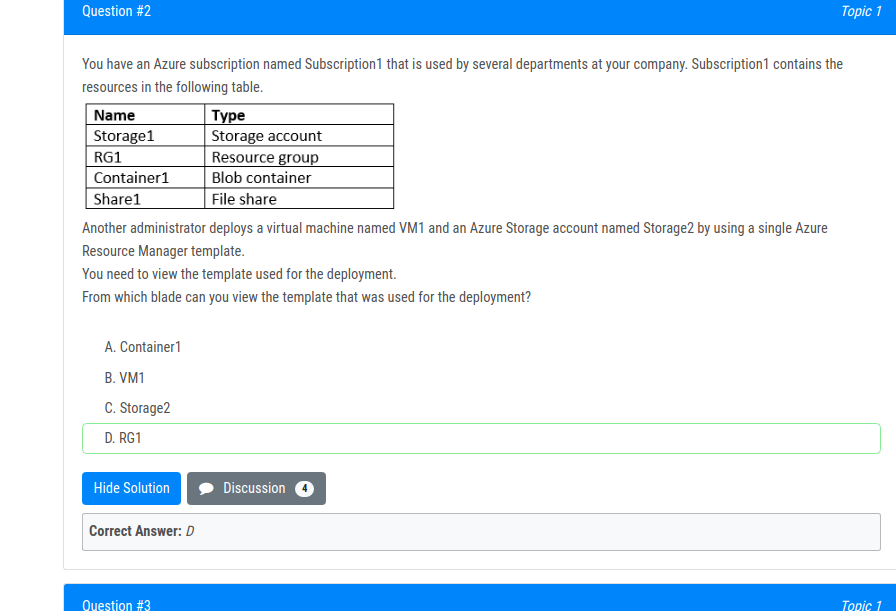 Question #2
Topic 1
You have an Azure subscription named Subscription1 that is used by several departments at your company. Subscription1 contains the
resources in the following table.
Name Type
Storage1 Storage account
RG1 Resource group
Container1 Blob container
Share1 File share
Another administrator deploys a virtual machine named VM1 and an Azure Storage account named Storage2 by using a single Azure
Resource Manager template.
You need to view the template used for the deployment.
From which blade can you view the template that was used for the deployment?
A. Container1
B. VM1
C. Storage2
D. RG1
Hide Solution
Discussion 4
Correct Answer: D
Question #3
Topic 1